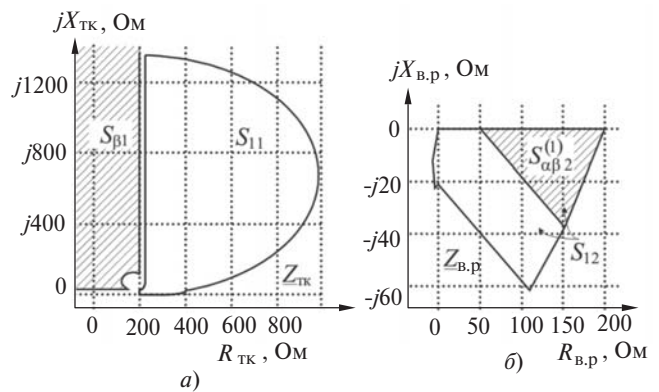 jXтк, Ом
j1200
j800
j400
0
0 200 400 600 800
Rтк, Ом
Sβ1
S11
Zтк
а)
jXв.р, Ом
0
-j20
-j40
-j60
0 50 100 150 200
Rв.р, Ом
Sαβ2(1)
S12
Zв.р
б)